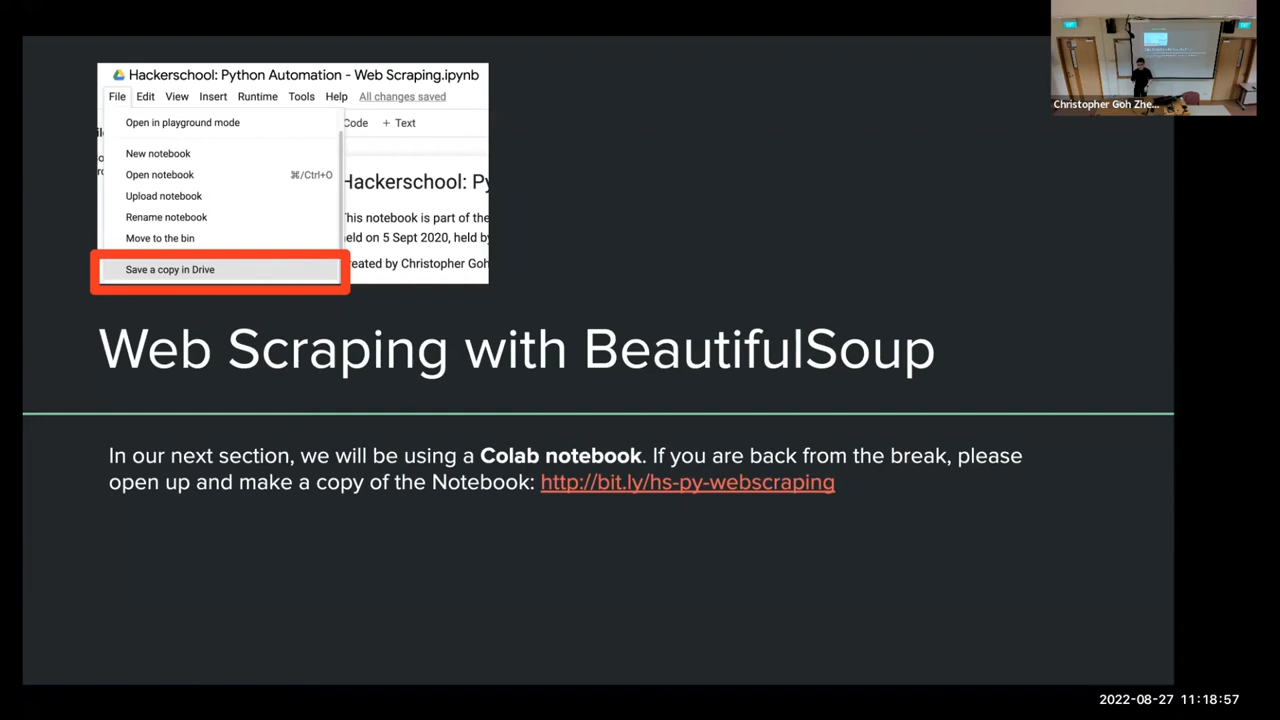 Hackerschool: Python Automation - Web Scraping.ipynb
File Edit View Insert Runtime Tools Help All changes saved
Open in playground mode
Code + Text
New notebook
Open notebook ⌘/Ctrl+O
Upload notebook
Rename notebook
Move to the bin
Save a copy in Drive
Hackerschool: Py
This notebook is part of the
held on 5 Sept 2020, held by
reated by Christopher Goh
Christopher Goh Zhe...
Web Scraping with BeautifulSoup
In our next section, we will be using a Colab notebook. If you are back from the break, please
open up and make a copy of the Notebook: http://bit.ly/hs-py-webscraping
2022-08-27 11:18:57